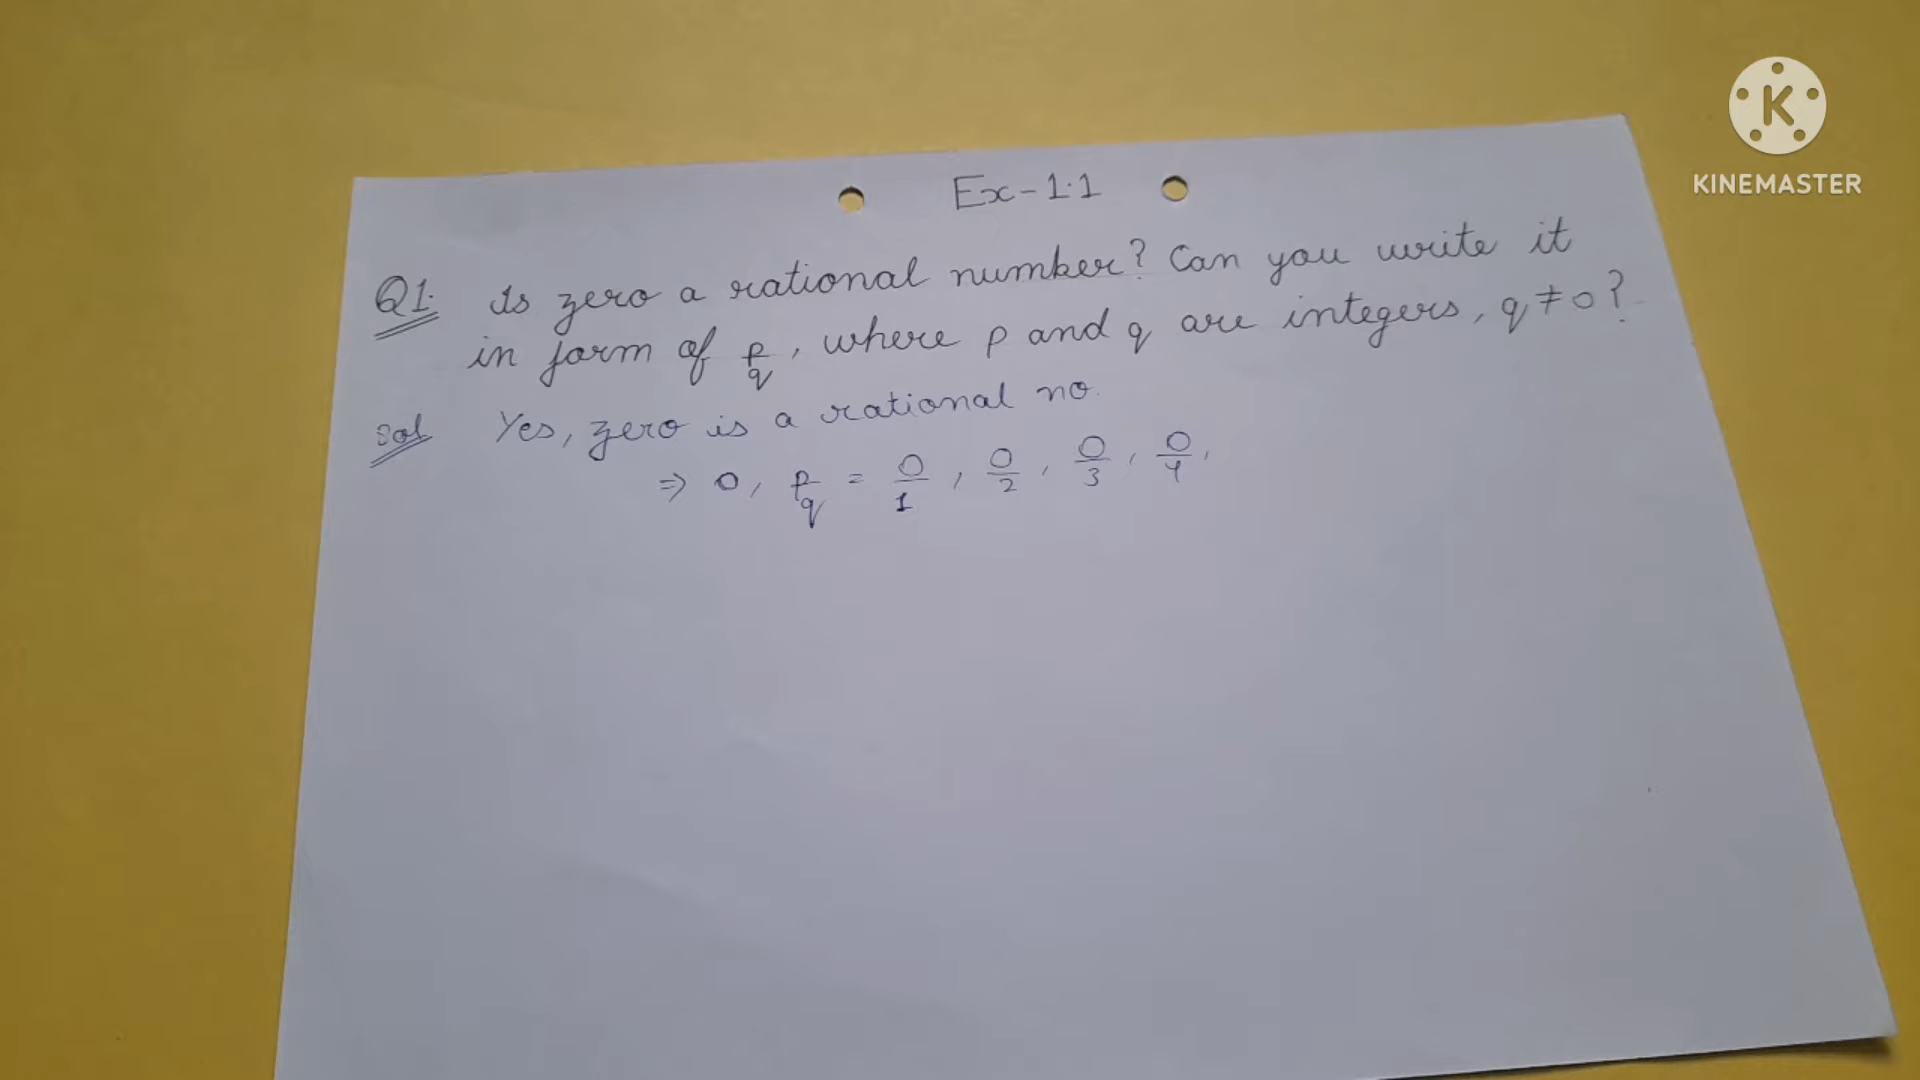 Ex-1.1
Q1. Is zero a rational number? Can you write it
in form of p/q, where p and q are integers, q ≠ 0?
Sol Yes, zero is a rational no.
⇒ 0, p/q = 0/1, 0/2, 0/3, 0/4,
K
KINEMASTER